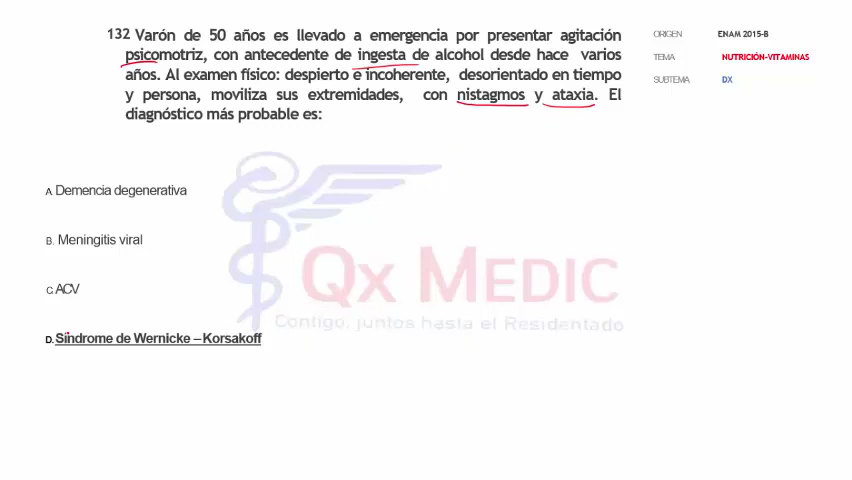 132 Varón de 50 años es llevado a emergencia por presentar agitación
psicomotriz, con antecedente de ingesta de alcohol desde hace varios
años. Al examen físico: despierto e incoherente, desorientado en tiempo
y persona, moviliza sus extremidades, con nistagmos y ataxia. El
diagnóstico más probable es:
ORIGEN ENAM 2015-B
TEMA NUTRICIÓN-VITAMINAS
SUBTEMA DX
A. Demencia degenerativa
B. Meningitis viral
C. ACV
D. Síndrome de Wernicke – Korsakoff
Qx MEDIC
Contigo, juntos hasta el Residentado